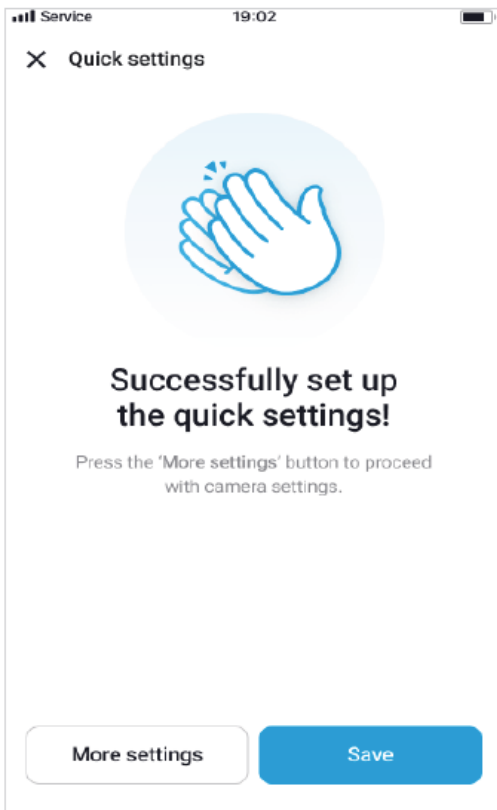 Service 19:02
Quick settings
Successfully set up
the quick settings!
Press the 'More settings' button to proceed
with camera settings.
More settings Save